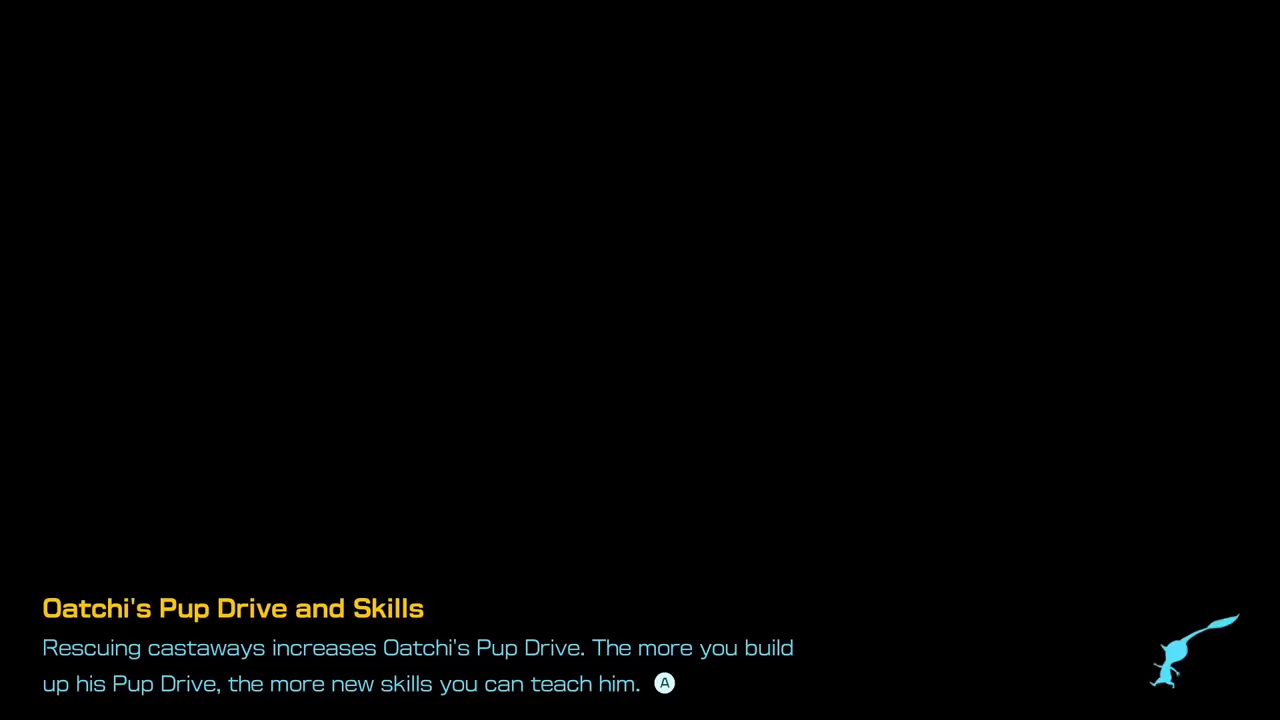 Oatchi's Pup Drive and Skills
Rescuing castaways increases Oatchi's Pup Drive. The more you build
up his Pup Drive, the more new skills you can teach him. A